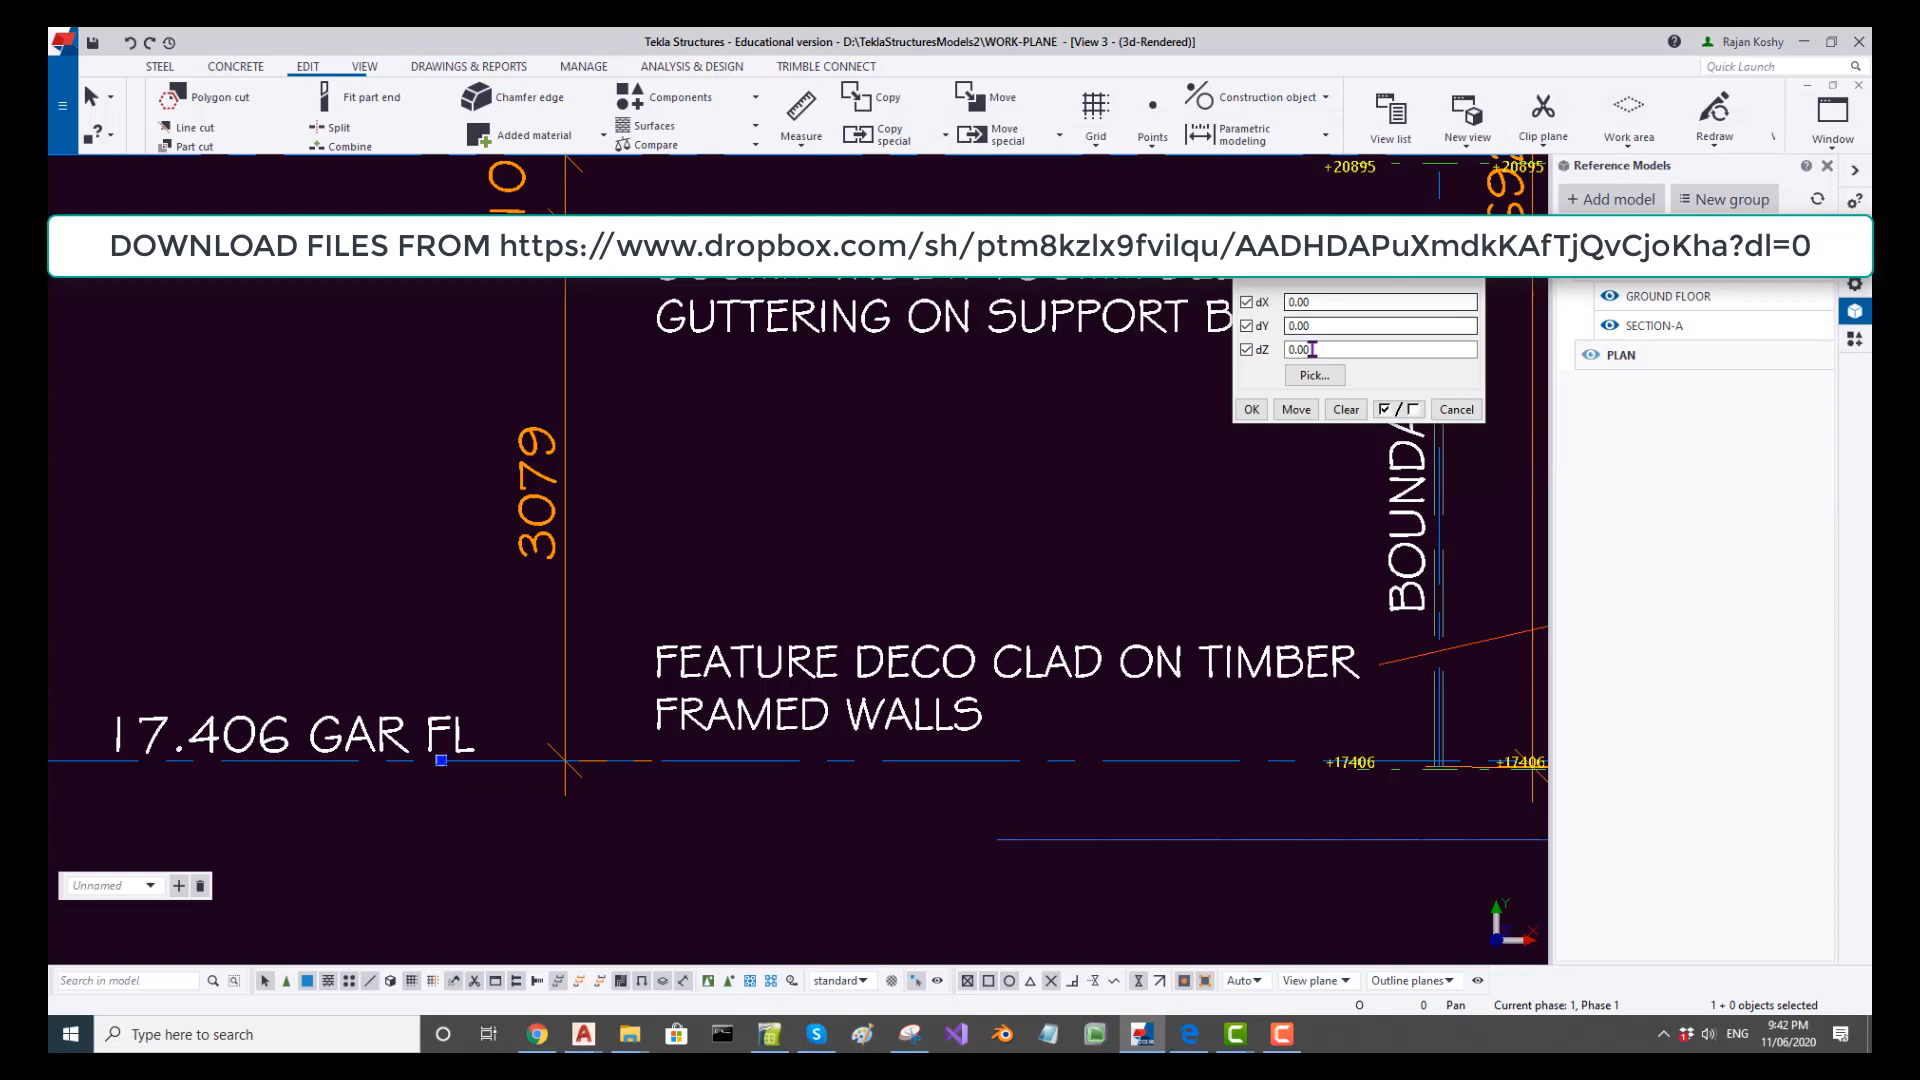 Tekla Structures - Educational version - D:\TeklaStructuresModels2\WORK-PLANE - [View 3 - (3d-Rendered)]
Rajan Koshy
STEEL CONCRETE EDIT VIEW DRAWINGS & REPORTS MANAGE ANALYSIS & DESIGN TRIMBLE CONNECT
Quick Launch
Polygon cut
Line cut
Part cut
Fit part end
Split
Combine
Chamfer edge
Added material
Components
Surfaces
Compare
Measure
Copy
Copy special
Move
Move special
Grid
Points
Construction object
Parametric modeling
View list
New view
Clip plane
Work area
Redraw
Window
Reference Models
+ Add model
New group
+20895
+20895
DOWNLOAD FILES FROM https://www.dropbox.com/sh/ptm8kzlx9fvilqu/AADHDAPuXmdkKAfTjQvCjoKha?dl=0
GUTTERING ON SUPPORT B
dX 0.00
dY 0.00
dZ 0.00
Pick...
OK Move Clear Cancel
GROUND FLOOR
SECTION-A
PLAN
3079
BOUNDA
FEATURE DECO CLAD ON TIMBER
FRAMED WALLS
17.406 GAR FL
+17406
+17406
Unnamed
Y
X
Search in model
standard
Auto
View plane
Outline planes
O 0 Pan Current phase: 1, Phase 1 1 + 0 objects selected
Type here to search
ENG
9:42 PM
11/06/2020